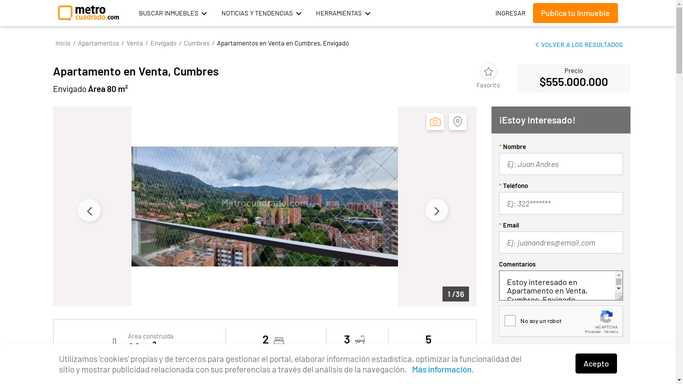 metro
cuadrado.com
BUSCAR INMUEBLES
NOTICIAS Y TENDENCIAS
HERRAMIENTAS
INGRESAR
Publica tu Inmueble
Inicio / Apartamentos / Venta / Envigado / Cumbres / Apartamentos en Venta en Cumbres, Envigado
VOLVER A LOS RESULTADOS
Apartamento en Venta, Cumbres
Envigado Área 80 m²
Favorito
Precio
$555.000.000
1 / 36
¡Estoy Interesado!
* Nombre
Ej: Juan Andres
* Teléfono
Ej: 322*******
* Email
Ej: juanandres@email.com
Comentarios
Estoy interesado en
Apartamento en Venta,
Cumbres, Envigado
No soy un robot
reCAPTCHA
Privacidad - Términos
Área construida
2
3
5
Utilizamos 'cookies' propias y de terceros para gestionar el portal, elaborar información estadística, optimizar la funcionalidad del
sitio y mostrar publicidad relacionada con sus preferencias a través del análisis de la navegación. Más información.
Acepto